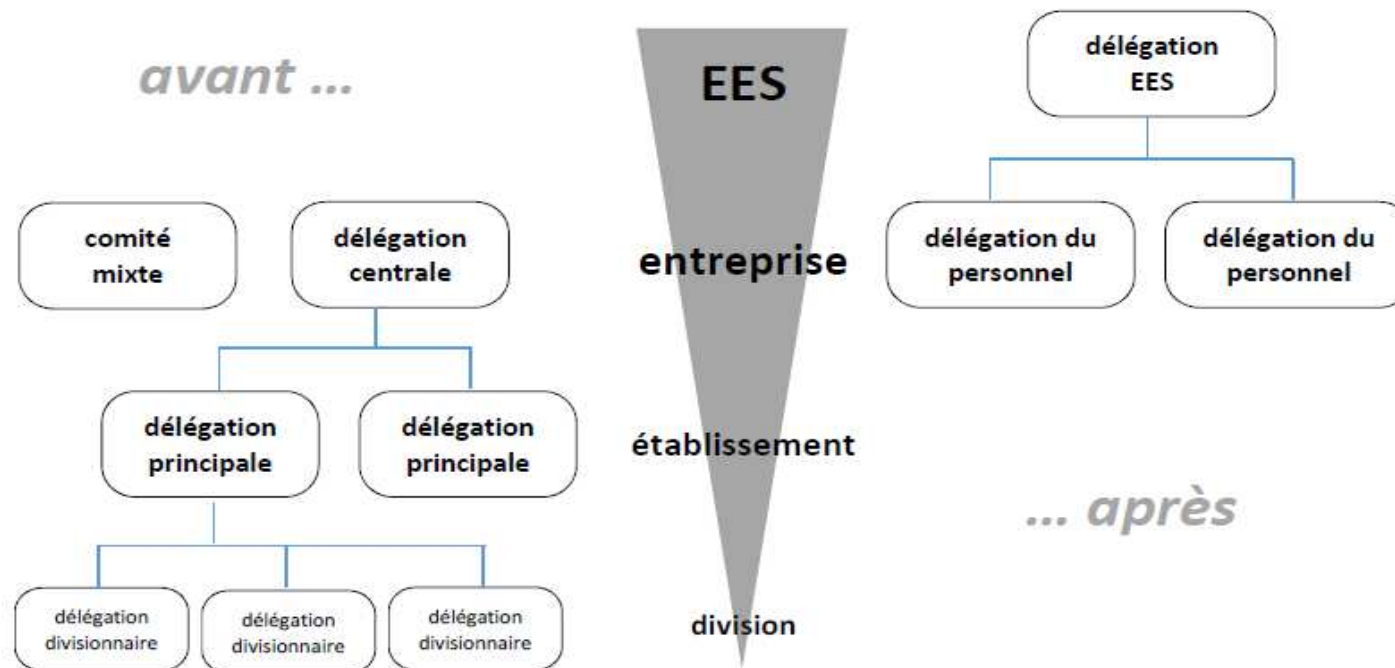 avant ...
EES
délégation
EES
comité
mixte
délégation
centrale
entreprise
délégation du
personnel
délégation du
personnel
délégation
principale
délégation
principale
établissement
... après
délégation
divisionnaire
délégation
divisionnaire
délégation
divisionnaire
division